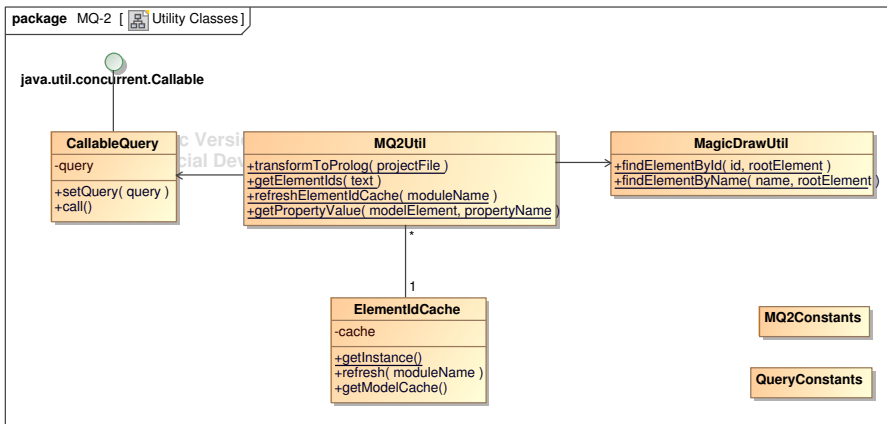 package MQ-2 [ Utility Classes ]
java.util.concurrent.Callable
CallableQuery
-query
+setQuery( query )
+call()
MQ2Util
+transformToProlog( projectFile )
+getElementIds( text )
+refreshElementIdCache( moduleName )
+getPropertyValue( modelElement, propertyName )
MagicDrawUtil
+findElementById( id, rootElement )
+findElementByName( name, rootElement )
*
1
ElementIdCache
-cache
+getInstance()
+refresh( moduleName )
+getModelCache()
MQ2Constants
QueryConstants